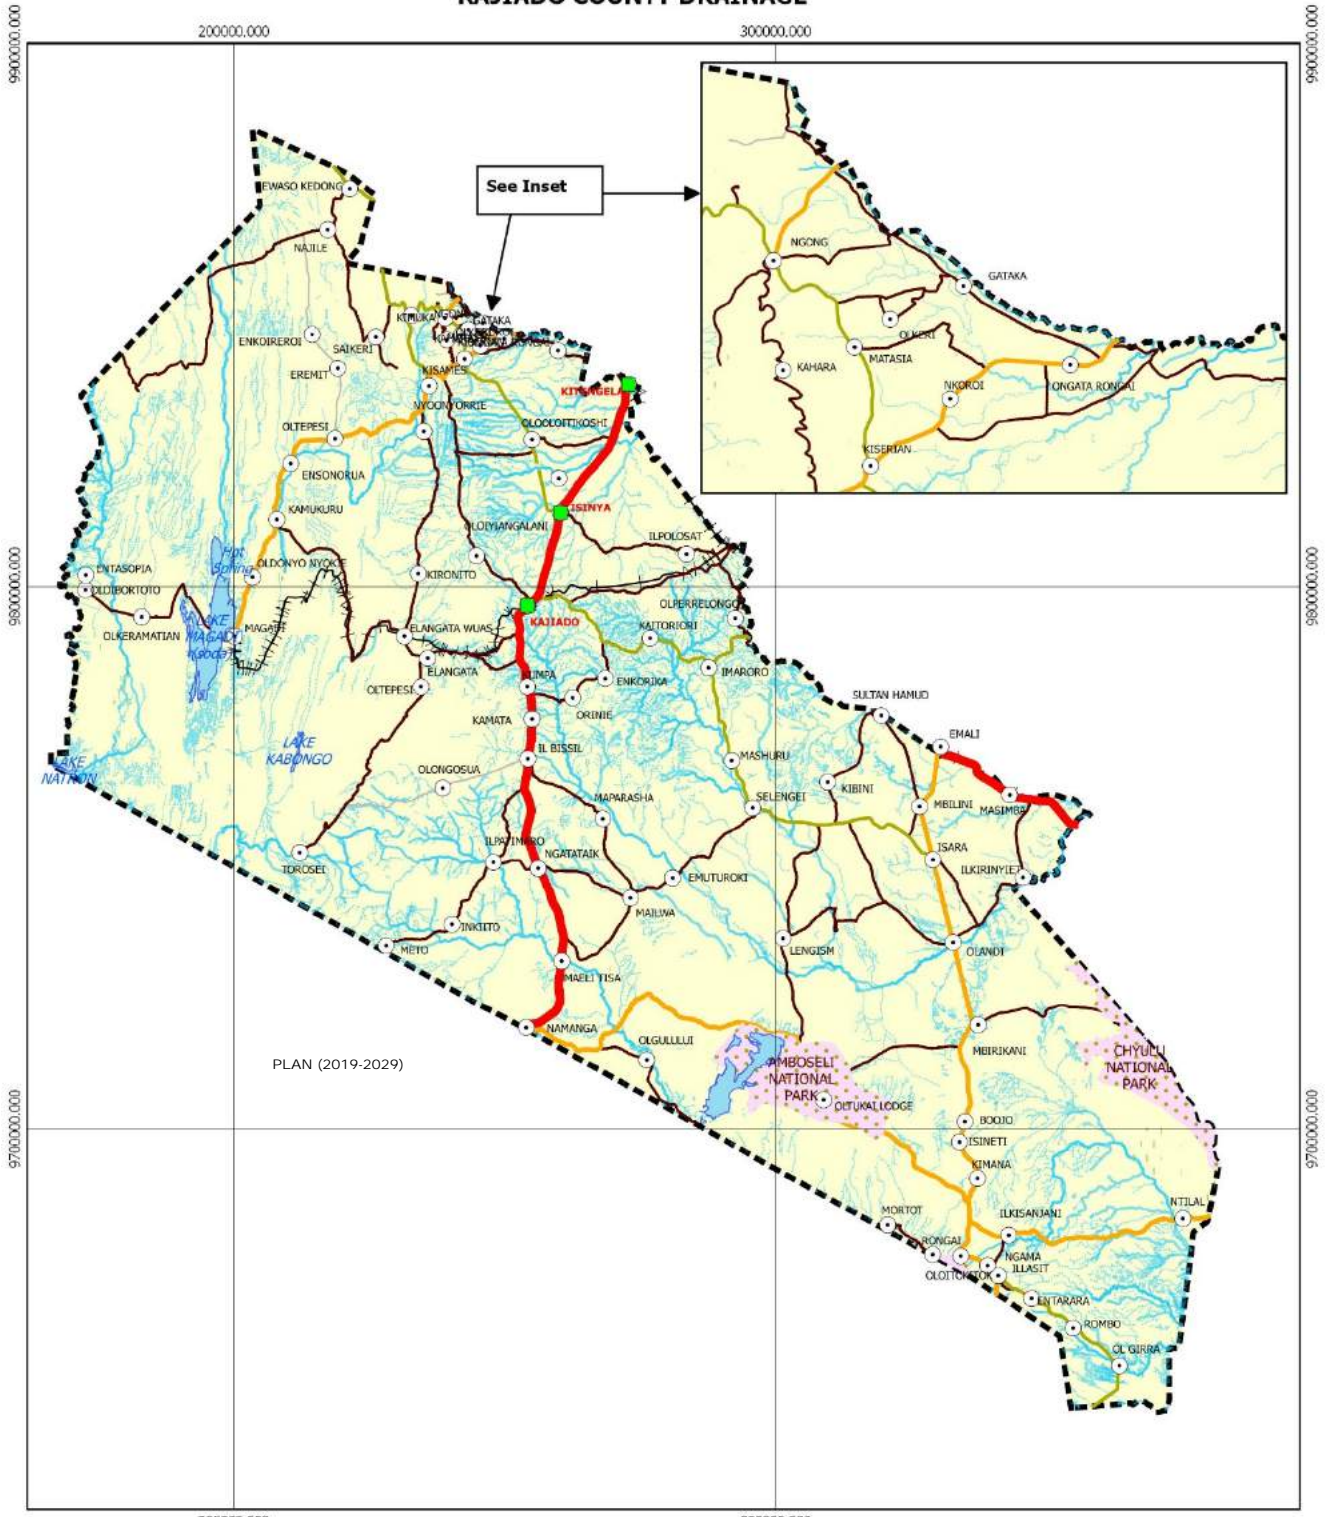 KAJIADO COUNTY DRAINAGE
200000.000
300000.000
9900000.000
9900000.000
See Inset
EWASO KEDONG
NAJILE
ENKOIREROI
SAIKERI
EREMIT
KISAMES
NYOONYORRIE
OLTEPESI
ENSONORUA
KAMUKURU
GATAKA
KITENGELA
OLOOLOITIKOSHI
ISINYA
OLOIYIANGALANI
ILPOLOSAT
NGONG
GATAKA
OLKERI
MATASIA
KAHARA
NKOROI
ONGATA RONGAI
KISERIAN
9800000.000
9800000.000
Hot
Spring
ENTASOPIA
OLDIBORTOTO
OLDONYO NYOKIE
KIRONITO
OLKERAMATIAN
LAKE
MAGADI
(soda)
MAGADI
ELANGATA WUAS
KAJIADO
OLPERRELONGO
KAITORIORI
ELANGATA
OLTEPESI
ENKORIKA
IMARORO
ORINIE
KAMATA
SULTAN HAMUD
EMALI
LAKE
KABONGO
IL BISSIL
MASHURU
LAKE
NATRON
OLONGOSUA
MAPARASHA
SELENGEI
KIBINI
MBILINI
MASIMBA
ILPATIMARO
NGATATAIK
TOROSEI
EMUTUROKI
ISARA
ILKIRINYIET
MAILWA
INKIITO
METO
LENGISM
OLANDI
MAELI TISA
NAMANGA
OLGULULUI
MBIRIKANI
PLAN (2019-2029)
AMBOSELI
NATIONAL
PARK
CHYULU
NATIONAL
PARK
OLTUKAI LODGE
9700000.000
9700000.000
BOOJO
ISINETI
KIMANA
NTILAL
MORTOT
ILKISANJANI
RONGAI
NGAMA
OLOITOKITOK
ILLASIT
ENTARARA
ROMBO
OL GIRRA